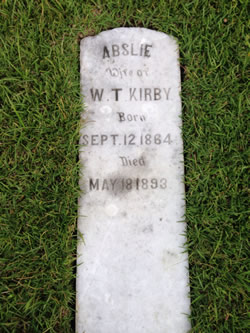 ABSLIE
Wife of
W.T. KIRBY
Born
SEPT. 12 1864
Died
MAY 18 1893